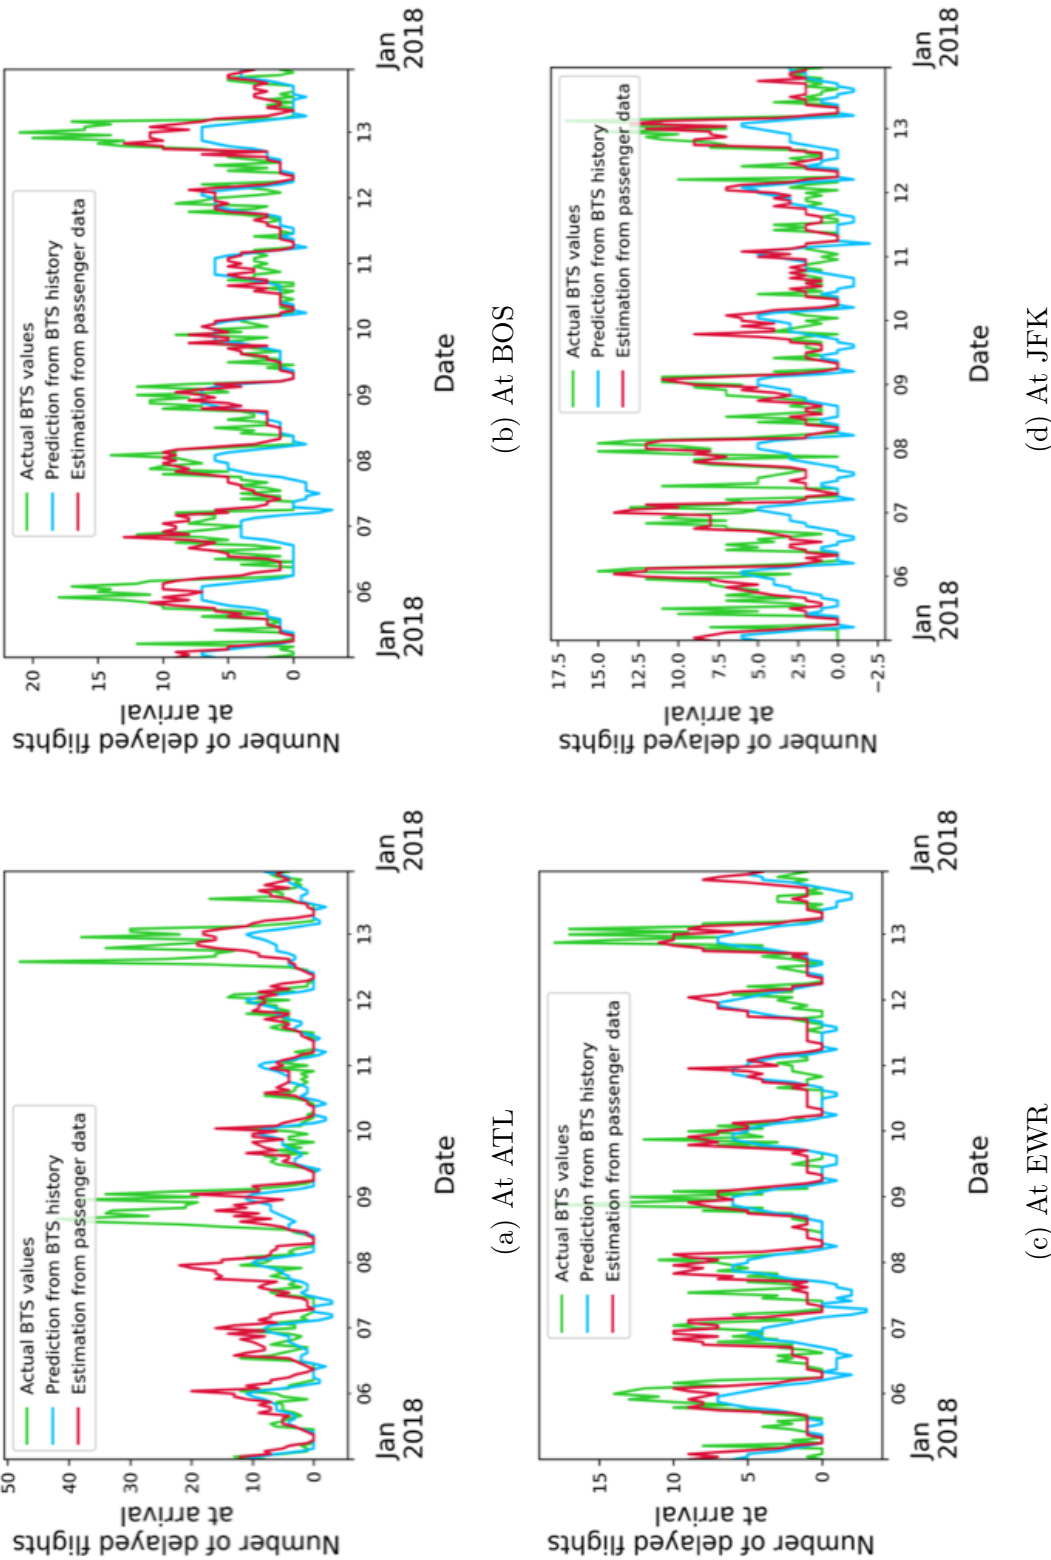 Number of delayed flights
at arrival
50
40
30
20
10
0
Actual BTS values
Prediction from BTS history
Estimation from passenger data
06
07
08
09
10
11
12
13
Jan
2018
Jan
2018
Date
(a) At ATL
Number of delayed flights
at arrival
20
15
10
5
0
Actual BTS values
Prediction from BTS history
Estimation from passenger data
06
07
08
09
10
11
12
13
Jan
2018
Jan
2018
Date
(b) At BOS
Number of delayed flights
at arrival
15
10
5
0
Actual BTS values
Prediction from BTS history
Estimation from passenger data
06
07
08
09
10
11
12
13
Jan
2018
Jan
2018
Date
(c) At EWR
Number of delayed flights
at arrival
17.5
15.0
12.5
10.0
7.5
5.0
2.5
0.0
−2.5
Actual BTS values
Prediction from BTS history
Estimation from passenger data
06
07
08
09
10
11
12
13
Jan
2018
Jan
2018
Date
(d) At JFK